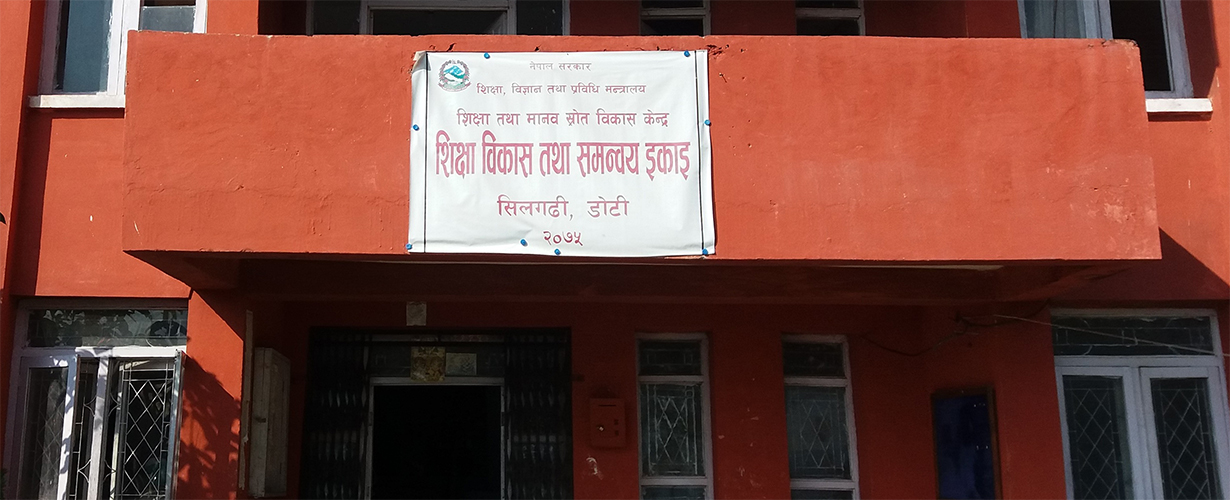 नेपाल सरकार
शिक्षा, विज्ञान तथा प्रविधि मन्त्रालय
शिक्षा तथा मानव स्रोत विकास केन्द्र
शिक्षा विकास तथा समन्वय इकाइ
सिलगढी, डोटी
२०७५